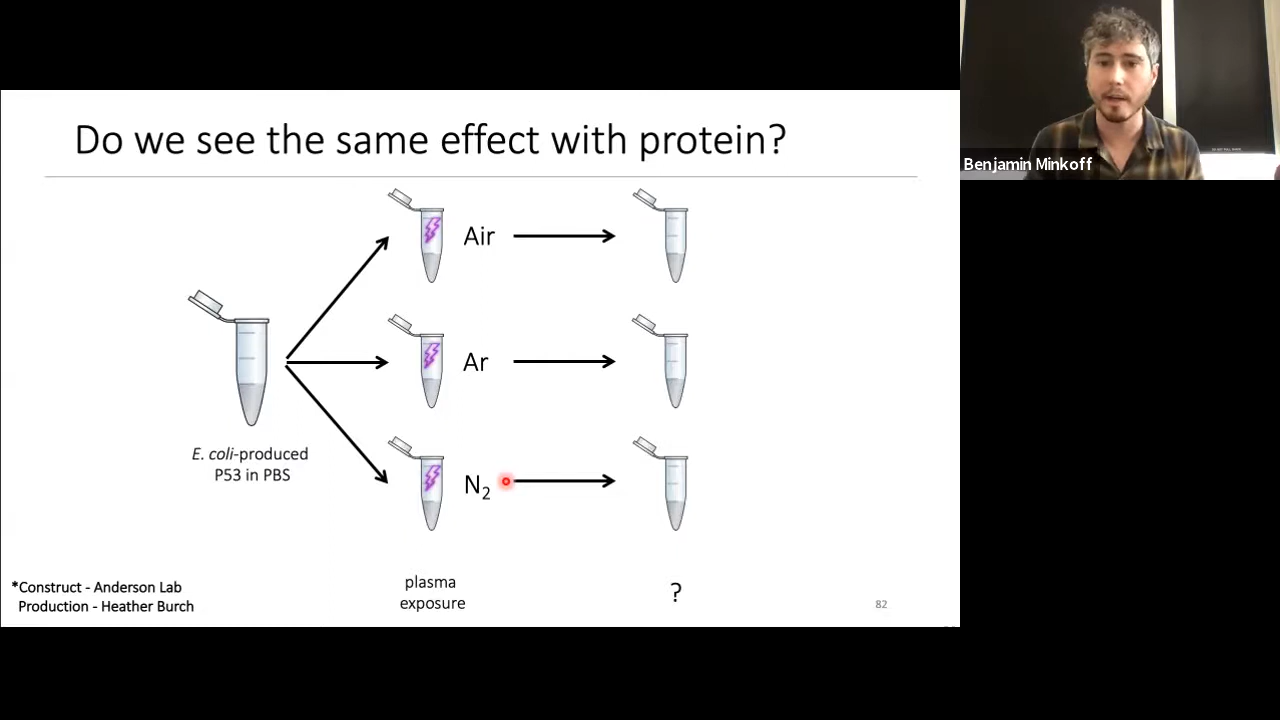 Do we see the same effect with protein?
Benjamin Minkoff
Air
Ar
E. coli-produced
P53 in PBS
N2
*Construct - Anderson Lab
Production - Heather Burch
plasma
exposure
?
82